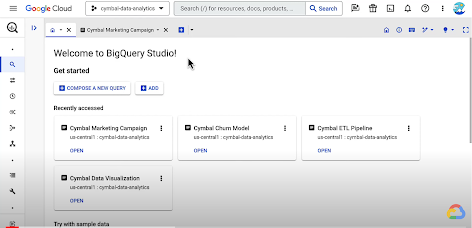 Google Cloud
cymbal-data-analytics
Search (/) for resources, docs, products, ...
Search
Cymbal Marketing Campaign
Welcome to BigQuery Studio!
Get started
COMPOSE A NEW QUERY
ADD
Recently accessed
Cymbal Marketing Campaign
us-central1 : cymbal-data-analytics
OPEN
Cymbal Churn Model
us-central1 : cymbal-data-analytics
OPEN
Cymbal ETL Pipeline
us-central1 : cymbal-data-analytics
OPEN
Cymbal Data Visualization
us-central1 : cymbal-data-analytics
OPEN
Try with sample data